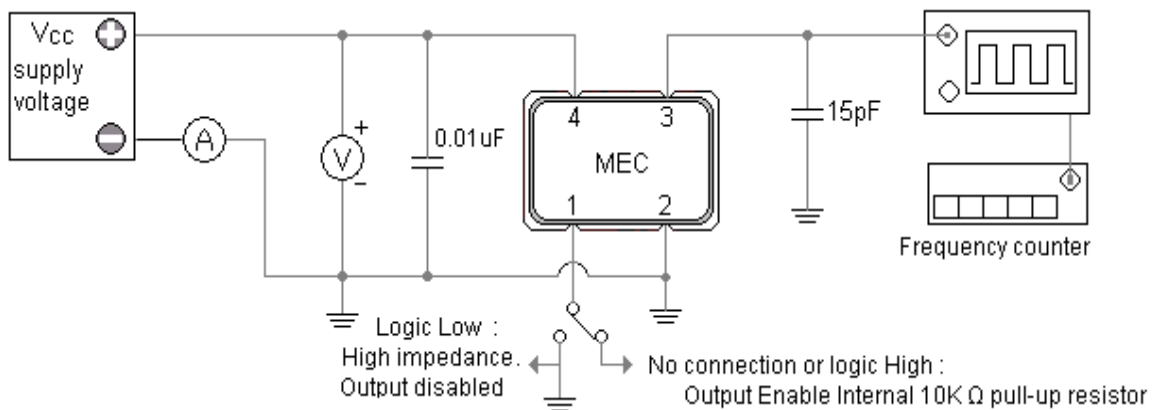 Vcc
supply
voltage
A
+
V
−
0.01uF
4 3
MEC
1 2
15pF
Frequency counter
Logic Low :
High impedance.
Output disabled
No connection or logic High :
Output Enable Internal 10K Ω pull-up resistor